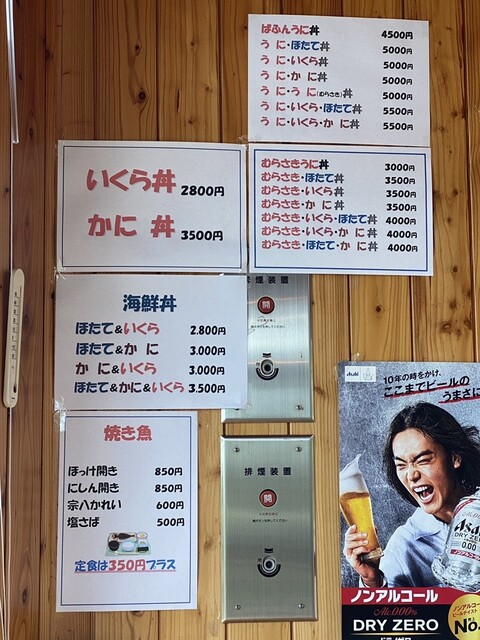 ばふんうに丼 4500円
うに・ほたて丼 5000円
うに・いくら丼 5000円
うに・かに丼 5000円
うに・うに(むらさき)丼 5000円
うに・いくら・ほたて丼 5500円
うに・いくら・かに丼 5500円
いくら丼 2800円
かに丼 3500円
むらさきうに丼 3000円
むらさき・ほたて丼 3500円
むらさき・いくら丼 3500円
むらさき・かに丼 3500円
むらさき・いくら・ほたて丼 4000円
むらさき・いくら・かに丼 4000円
むらさき・ほたて・かに丼 4000円
海鮮丼
ほたて&いくら 2.800円
ほたて&かに 3.000円
かに&いくら 3.000円
ほたて&かに&いくら 3.500円
焼き魚
ほっけ開き 850円
にしん開き 850円
宗八かれい 600円
塩さば 500円
定食は350円プラス
煙装置
開
排煙装置
開
Asahi
10年の時をかけ、
ここまでビールの
うまさに
Asahi
DRY ZERO
0.00
ノンアルコール
Alc.0.00%
DRY ZERO
ノンアルコール
No.